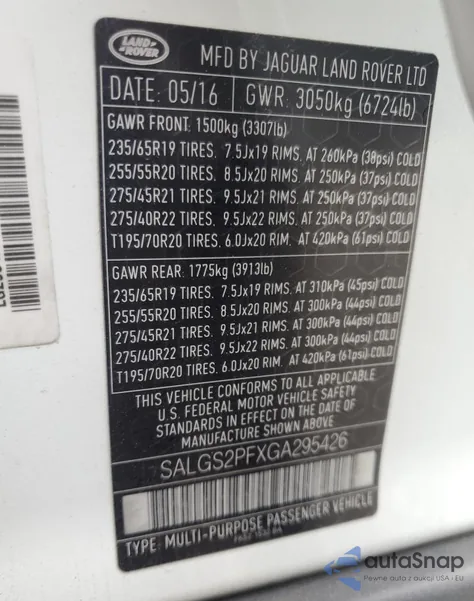 LAND ROVER
MFD BY JAGUAR LAND ROVER LTD
DATE: 05/16 GWR: 3050kg (6724lb)
GAWR FRONT: 1500kg (3307lb)
235/65R19 TIRES. 7.5Jx19 RIMS. AT 260kPa (38psi) COLD
255/55R20 TIRES. 8.5Jx20 RIMS. AT 250kPa (37psi) COLD
275/45R21 TIRES. 9.5Jx21 RIMS. AT 250kPa (37psi) COLD
275/40R22 TIRES. 9.5Jx22 RIMS. AT 250kPa (37psi) COLD
T195/70R20 TIRES. 6.0Jx20 RIMS. AT 420kPa (61psi) COLD
GAWR REAR: 1775kg (3913lb)
235/65R19 TIRES. 7.5Jx19 RIMS. AT 310kPa (45psi) COLD
255/55R20 TIRES. 8.5Jx20 RIMS. AT 300kPa (44psi) COLD
275/45R21 TIRES. 9.5Jx21 RIMS. AT 300kPa (44psi) COLD
275/40R22 TIRES. 9.5Jx22 RIMS. AT 300kPa (44psi) COLD
T195/70R20 TIRES. 6.0Jx20 RIMS. AT 420kPa (61psi) COLD
THIS VEHICLE CONFORMS TO ALL APPLICABLE
U.S. FEDERAL MOTOR VEHICLE SAFETY
STANDARDS IN EFFECT ON THE DATE OF
MANUFACTURE SHOWN ABOVE
SALGS2PFXGA295426
TYPE: MULTI-PURPOSE PASSENGER VEHICLE
autoSnap
Pewne auta z aukcji USA i EU